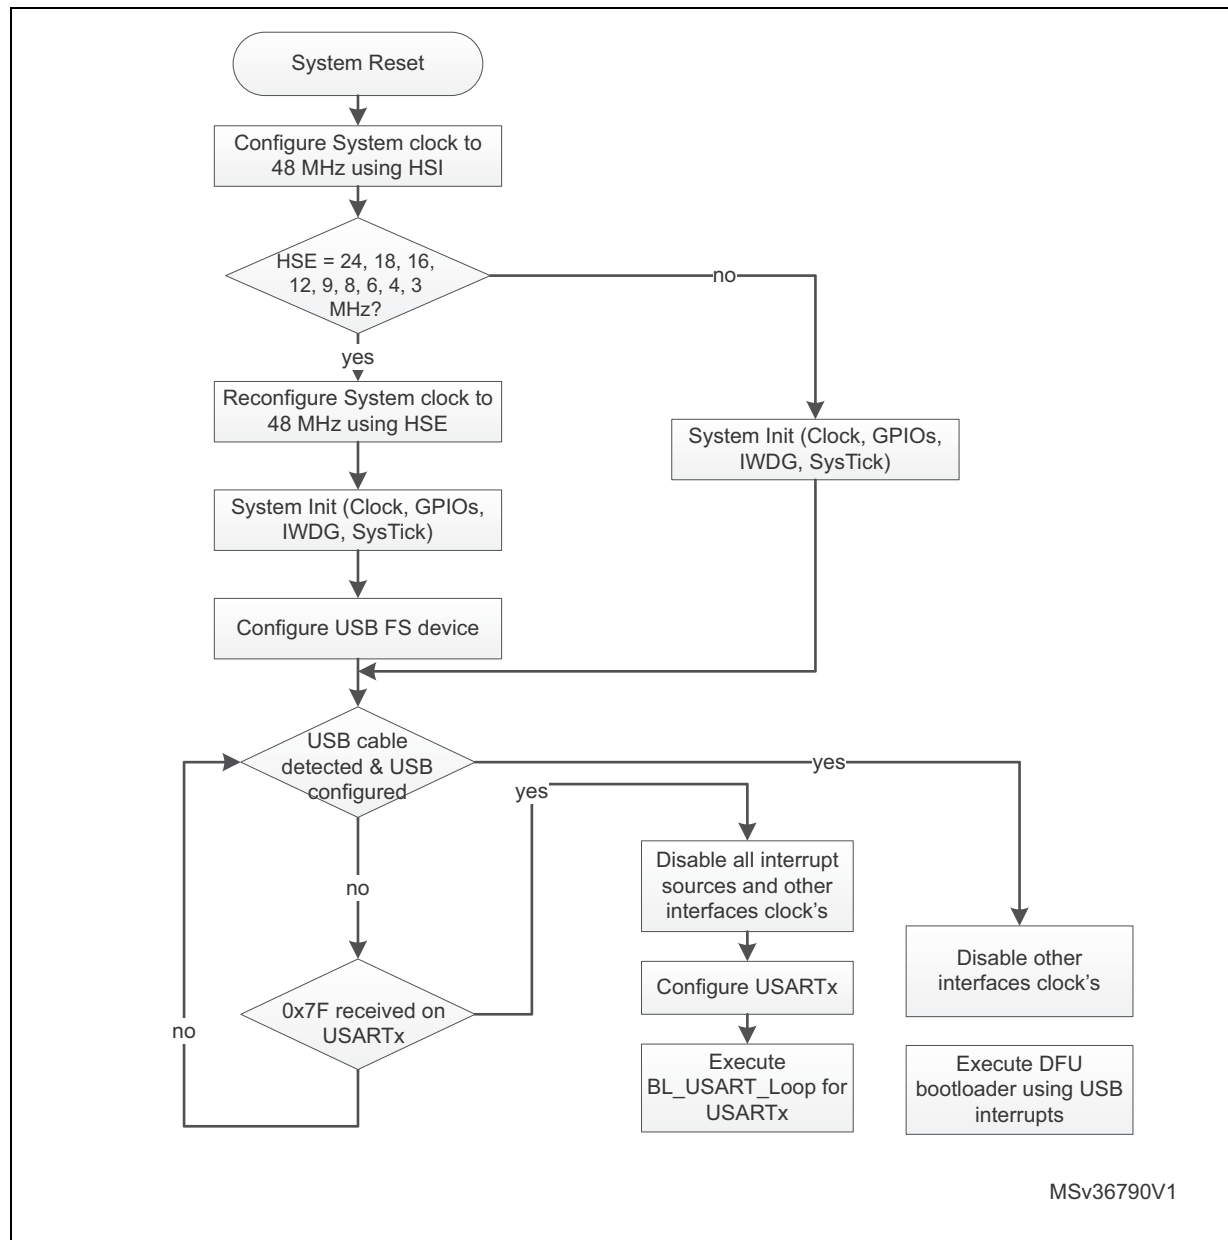 System Reset
Configure System clock to
48 MHz using HSI
HSE = 24, 18, 16,
12, 9, 8, 6, 4, 3
MHz?
no
yes
Reconfigure System clock to
48 MHz using HSE
System Init (Clock, GPIOs,
IWDG, SysTick)
System Init (Clock, GPIOs,
IWDG, SysTick)
Configure USB FS device
USB cable
detected & USB
configured
yes
yes
no
Disable all interrupt
sources and other
interfaces clock's
Disable other
interfaces clock's
Configure USARTx
0x7F received on
USARTx
no
Execute
BL_USART_Loop for
USARTx
Execute DFU
bootloader using USB
interrupts
MSv36790V1